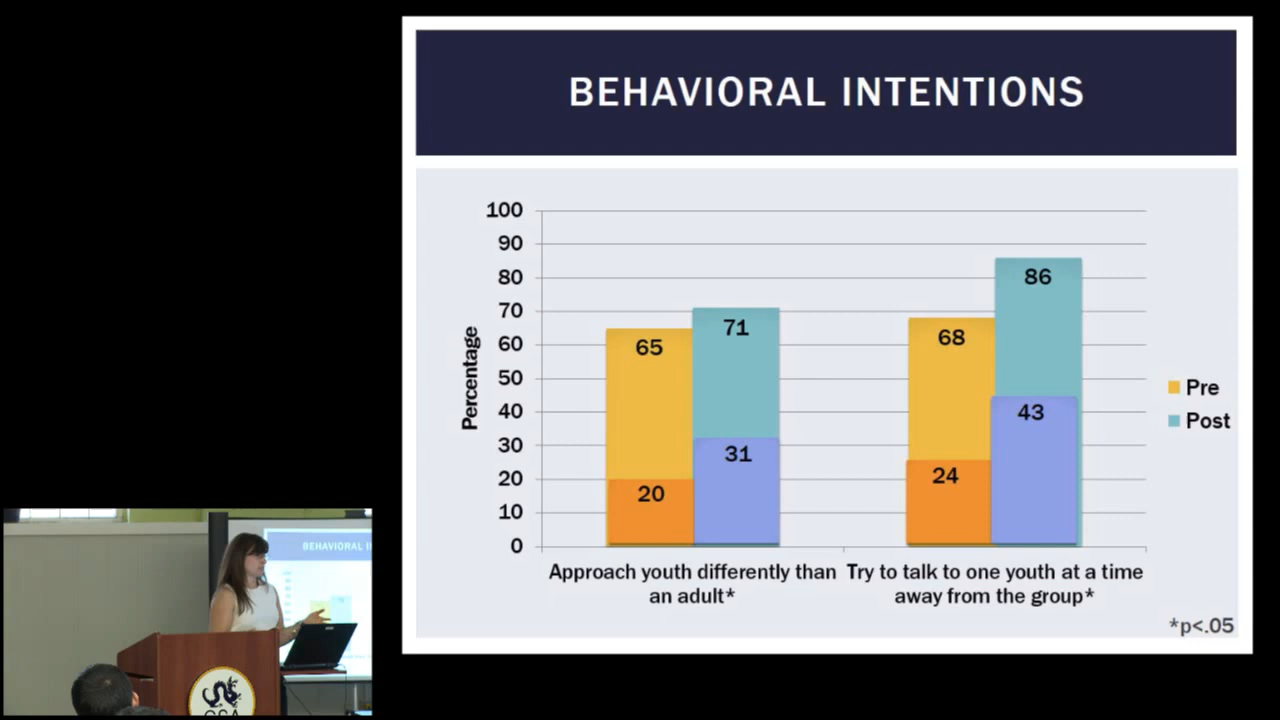 BEHAVIORAL INTENTIONS
100
90
80
70
60
50
40
30
20
10
0
Percentage
65
71
20
31
68
86
24
43
Pre
Post
Approach youth differently than
an adult*
Try to talk to one youth at a time
away from the group*
*p<.05
BEHAVIORAL I